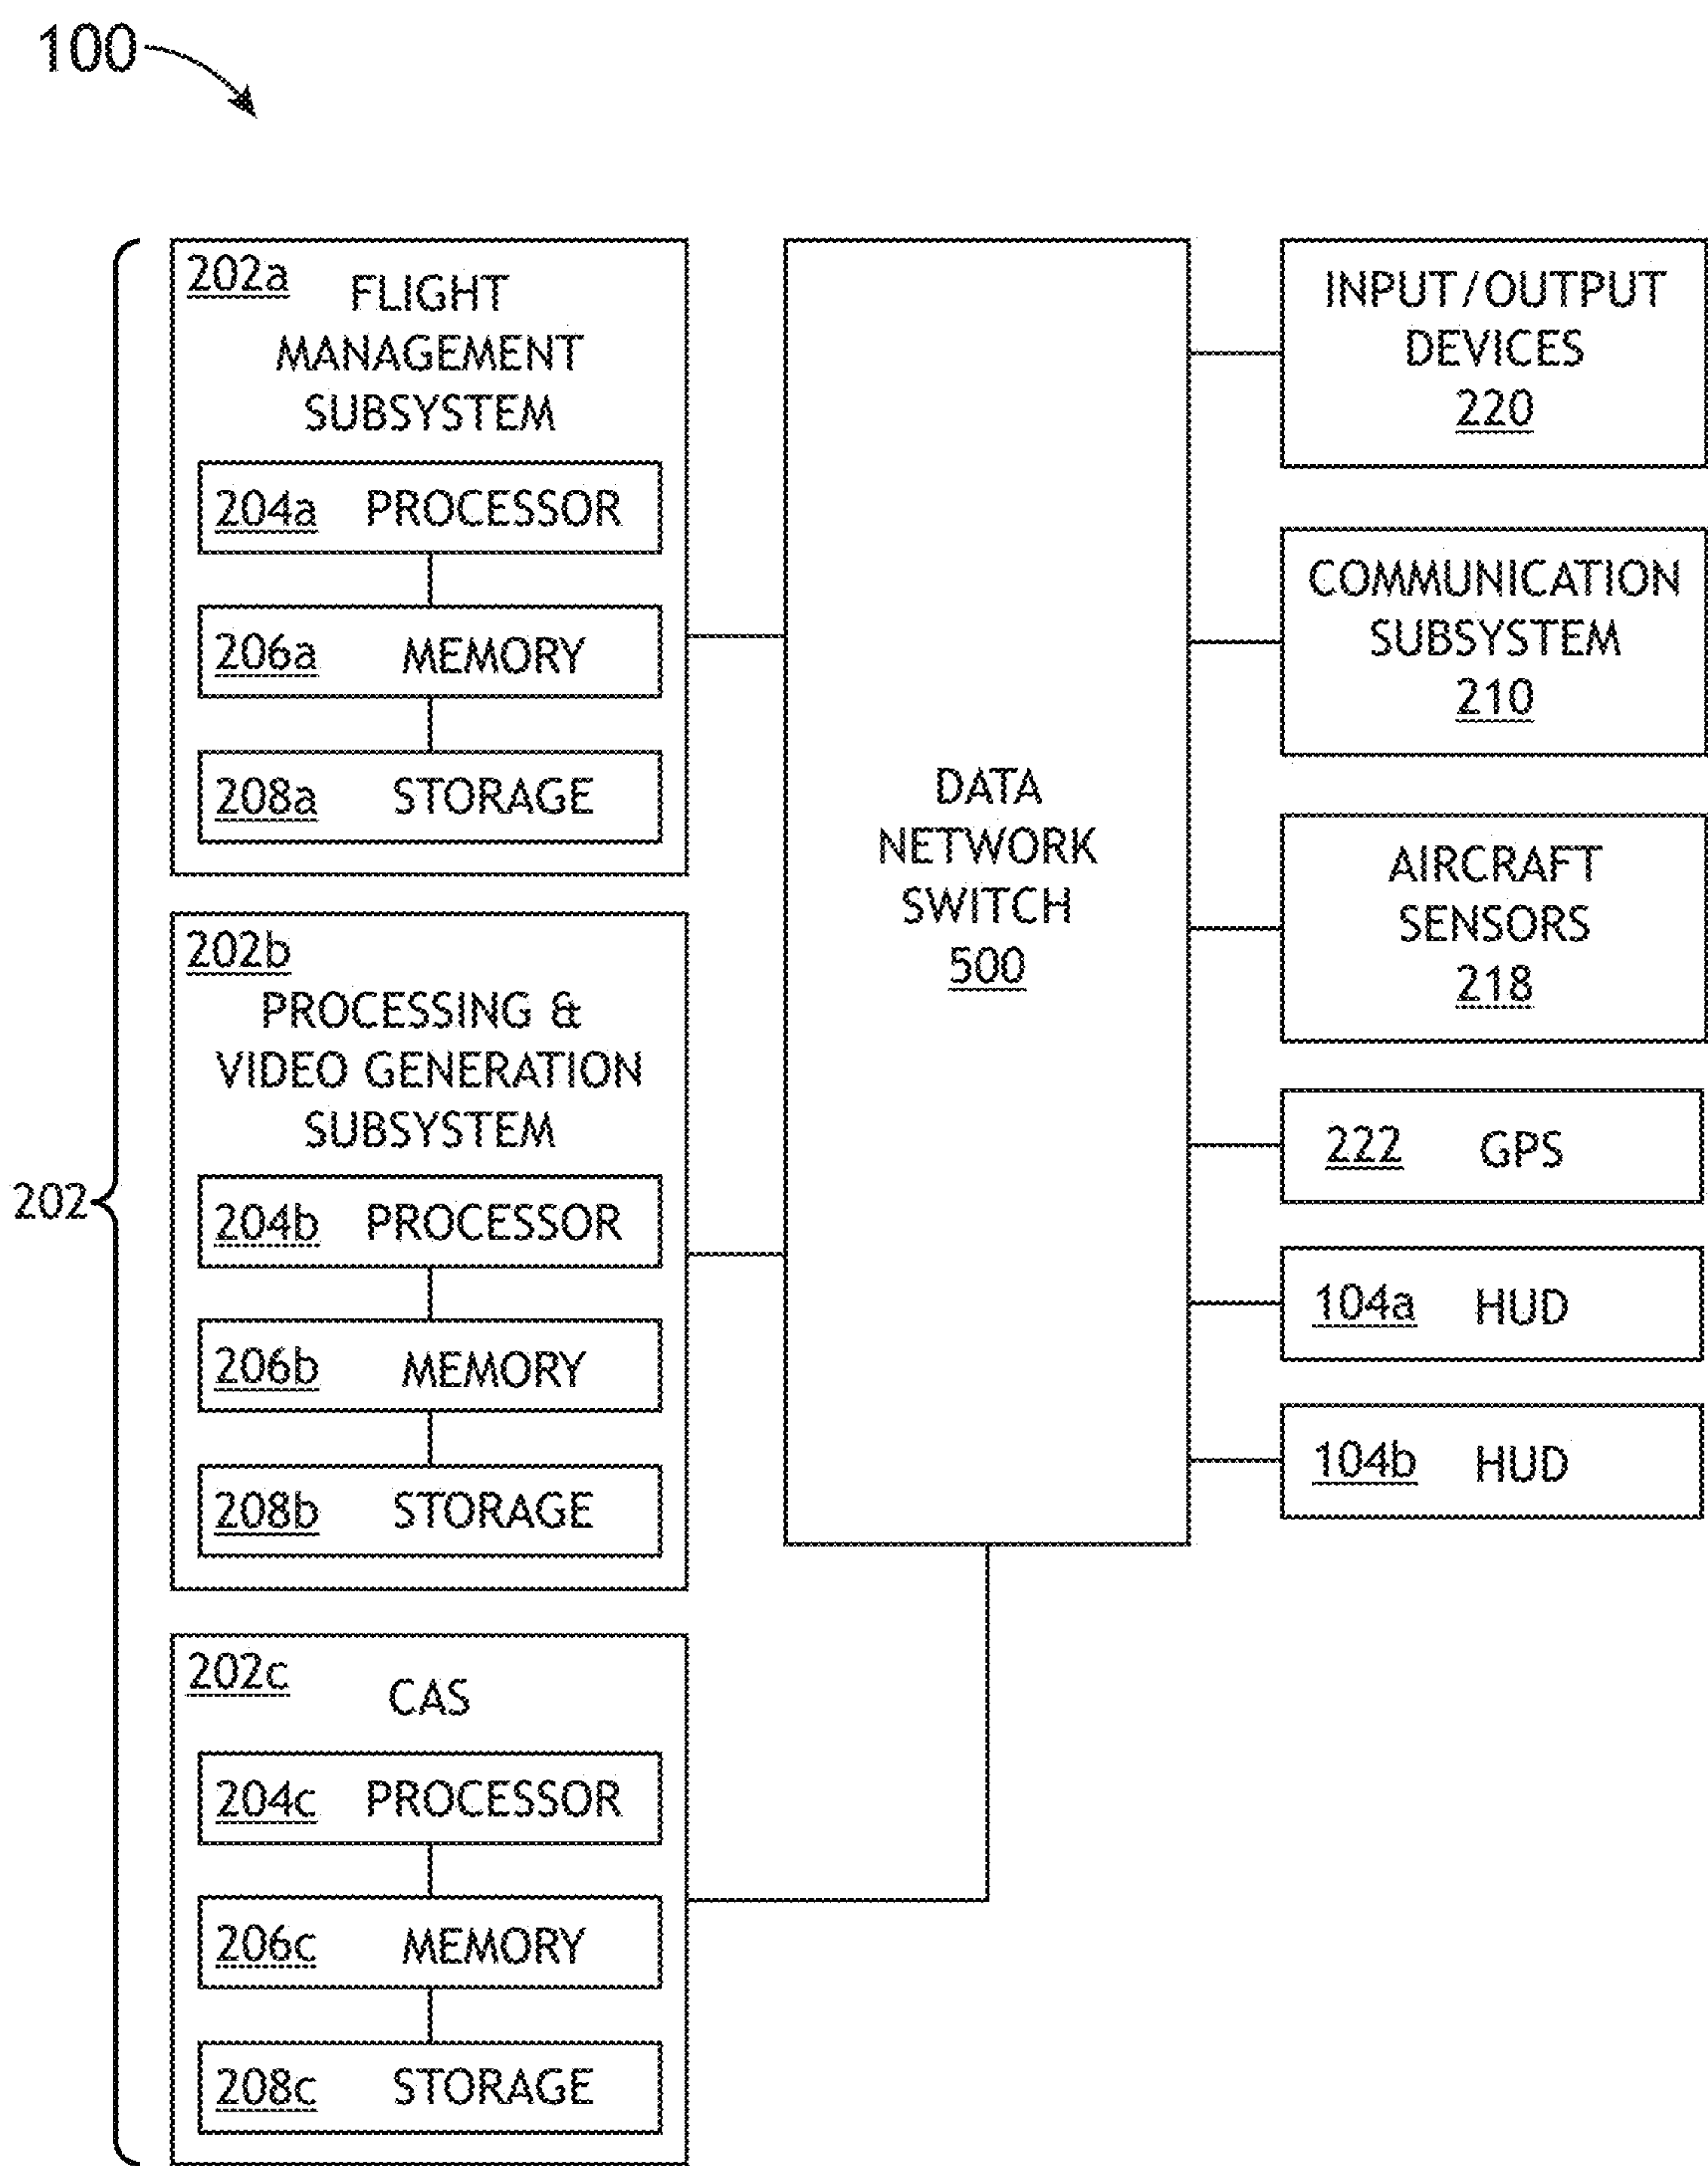 100
202
202a
FLIGHT
MANAGEMENT
SUBSYSTEM
204a PROCESSOR
206a MEMORY
208a STORAGE
202b
PROCESSING &
VIDEO GENERATION
SUBSYSTEM
204b PROCESSOR
206b MEMORY
208b STORAGE
202c
CAS
204c PROCESSOR
206c MEMORY
208c STORAGE
DATA
NETWORK
SWITCH
500
INPUT/OUTPUT
DEVICES
220
COMMUNICATION
SUBSYSTEM
210
AIRCRAFT
SENSORS
218
222 GPS
104a HUD
104b HUD